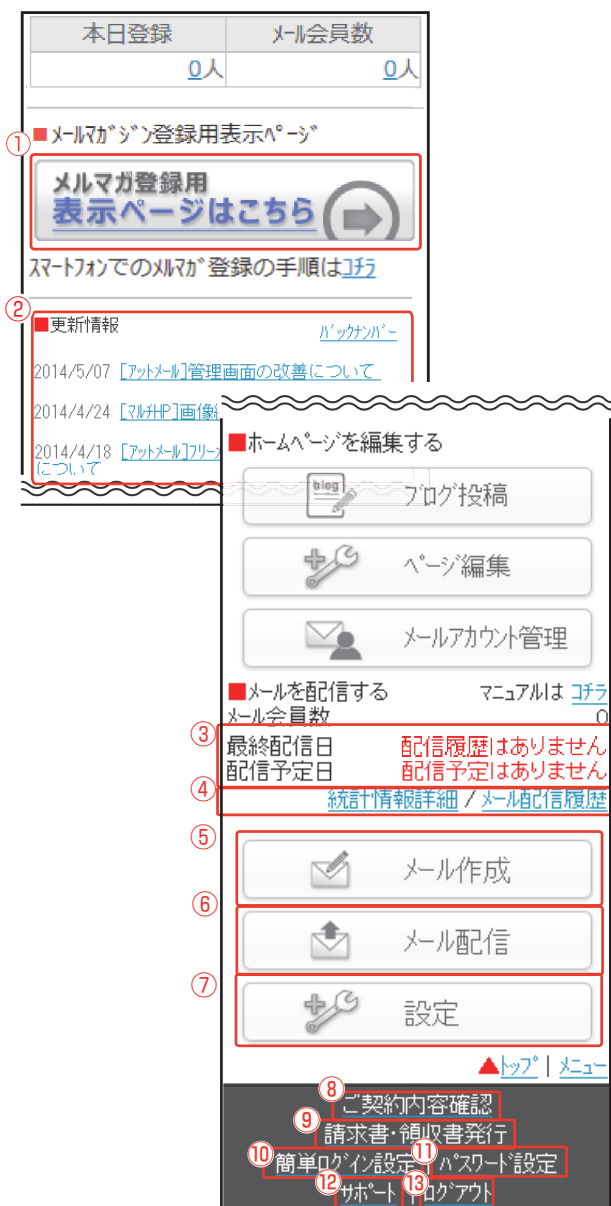 本日登録 ﾒｰﾙ会員数
0人 0人
① ■ﾒｰﾙﾏｶﾞｼﾞﾝ登録用表示ﾍﾟｰｼﾞ
メルマガ登録用
表示ページはこちら
ｽﾏｰﾄﾌｫﾝでのﾒﾙﾏｶﾞ登録の手順はｺﾁﾗ
② ■更新情報 ﾊﾞｯｸﾅﾝﾊﾞｰ
2014/5/07 [ｱｯﾄﾒｰﾙ]管理画面の改善について
2014/4/24 [ﾏﾙﾁHP]画像
2014/4/18 [ｱｯﾄﾒｰﾙ]ﾌﾘｰ
について
■ホームページを編集する
blog ブログ投稿
ページ編集
メールアカウント管理
■メールを配信する マニュアルは ｺﾁﾗ
メール会員数 0
③ 最終配信日 配信履歴はありません
配信予定日 配信予定はありません
④ 統計情報詳細 / ﾒｰﾙ配信履歴
⑤ メール作成
⑥ メール配信
⑦ 設定
▲ﾄｯﾌﾟ | ﾒﾆｭｰ
⑧ ご契約内容確認
⑨ 請求書・領収書発行
⑩ 簡単ﾛｸﾞｲﾝ設定 ⑪ ﾊﾟｽﾜｰﾄﾞ設定
⑫ ｻﾎﾟｰﾄ ⑬ ﾛｸﾞｱｳﾄ